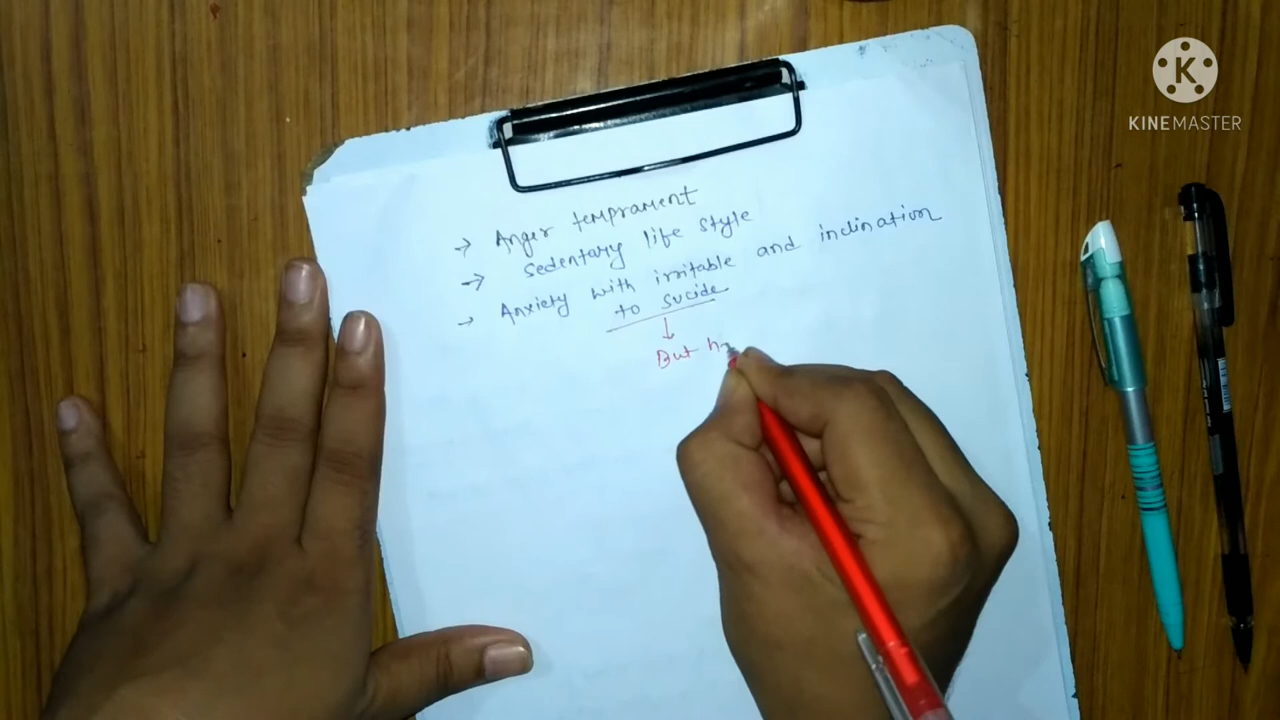 → Anger temprament
→ Sedentary life style
→ Anxiety with irritable and inclination
to sucide
↓
But
K
KINEMASTER